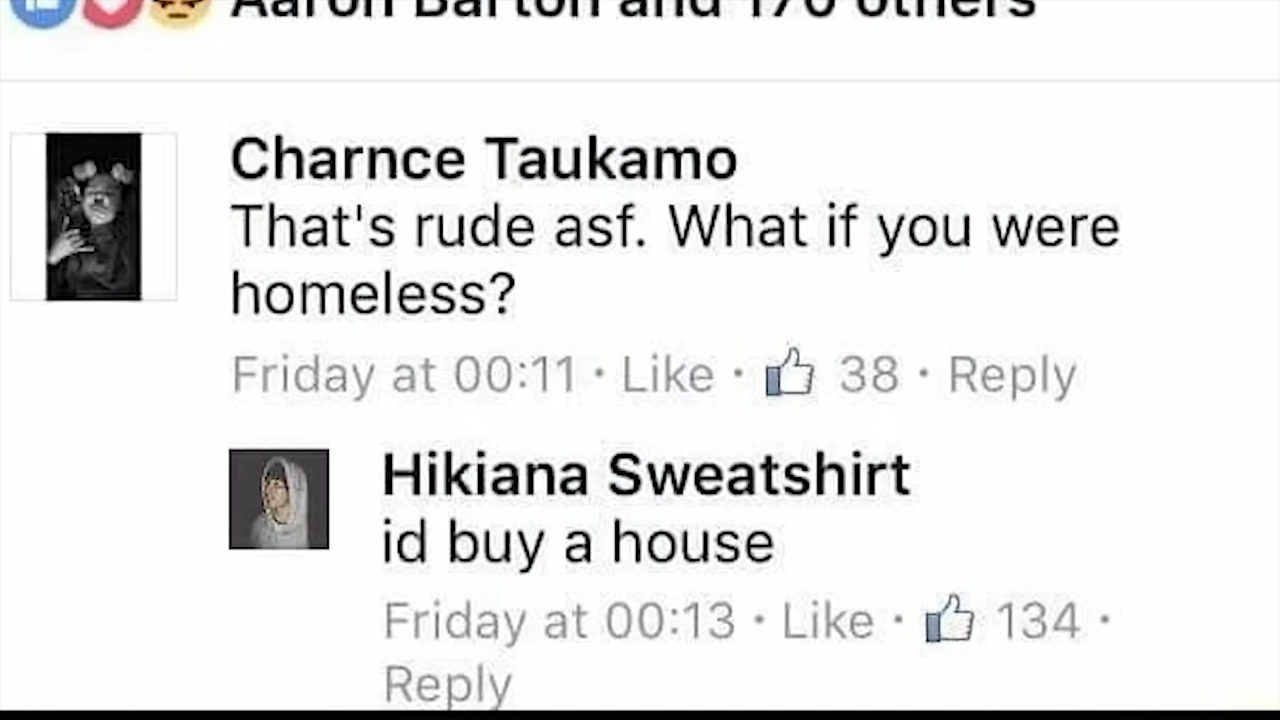 Aaron Barton and 170 others
Charnce Taukamo
That's rude asf. What if you were
homeless?
Friday at 00:11 · Like · 38 · Reply
Hikiana Sweatshirt
id buy a house
Friday at 00:13 · Like · 134 ·
Reply